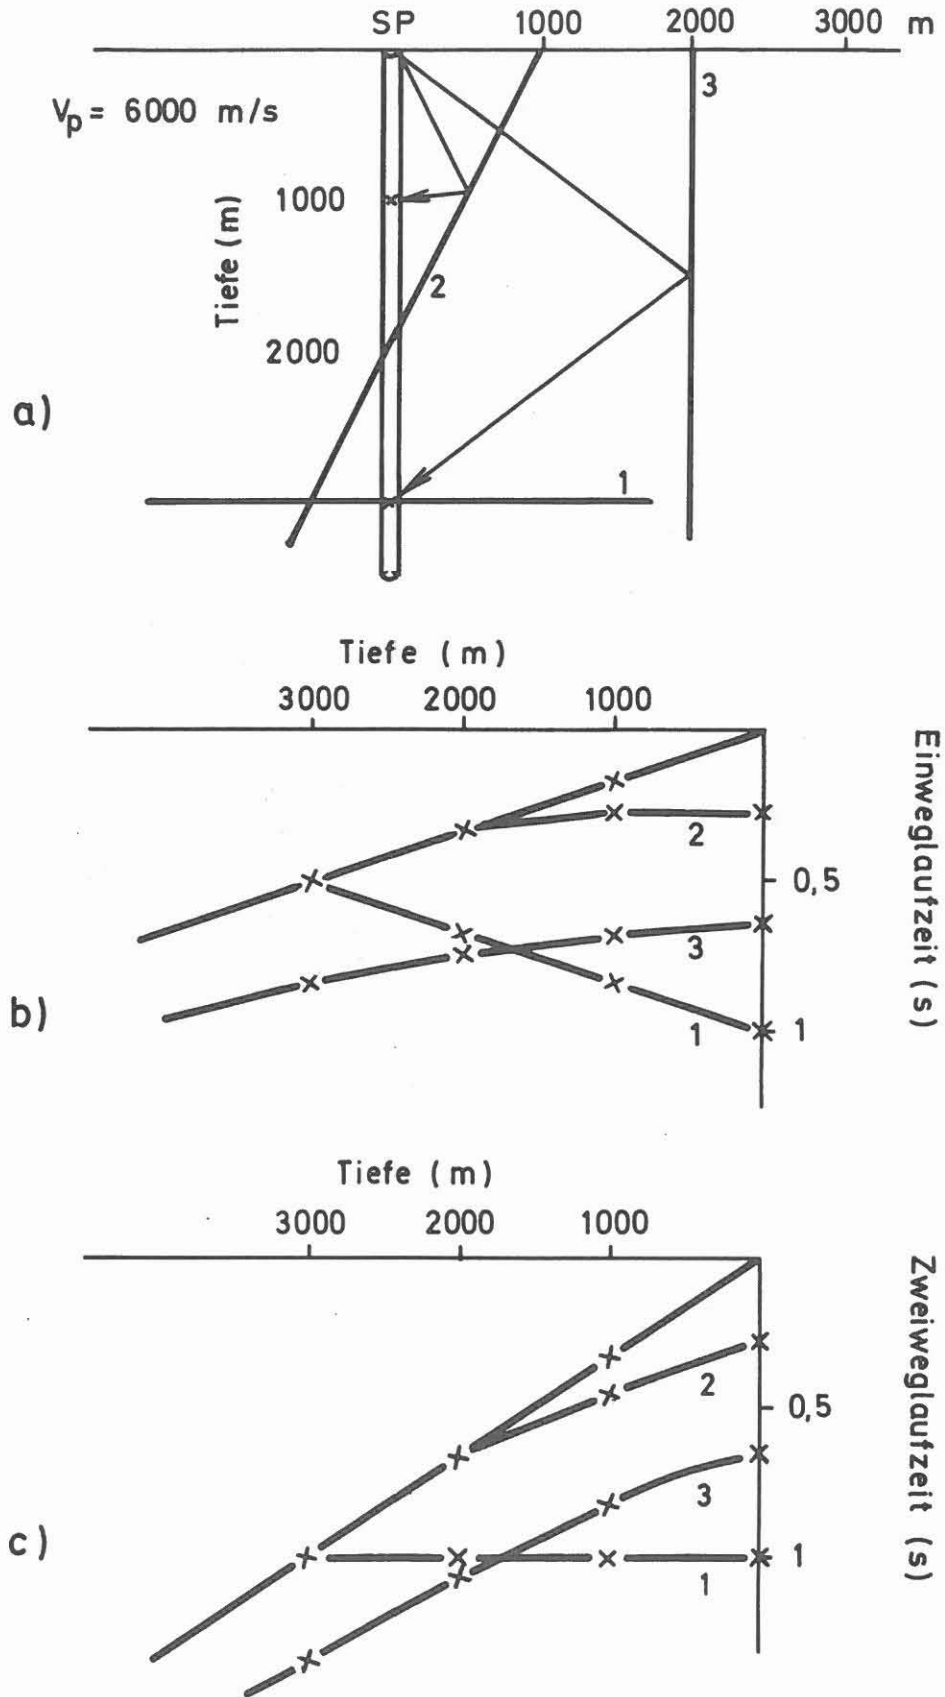 SP 1000 2000 3000 m
3
Vp = 6000 m/s
1000
Tiefe (m)
2
2000
a)
1
Tiefe (m)
3000 2000 1000
Einweglaufzeit (s)
2
0,5
3
b)
1 1
Tiefe (m)
3000 2000 1000
Zweiweglaufzeit (s)
2
0,5
3
c)
1
1